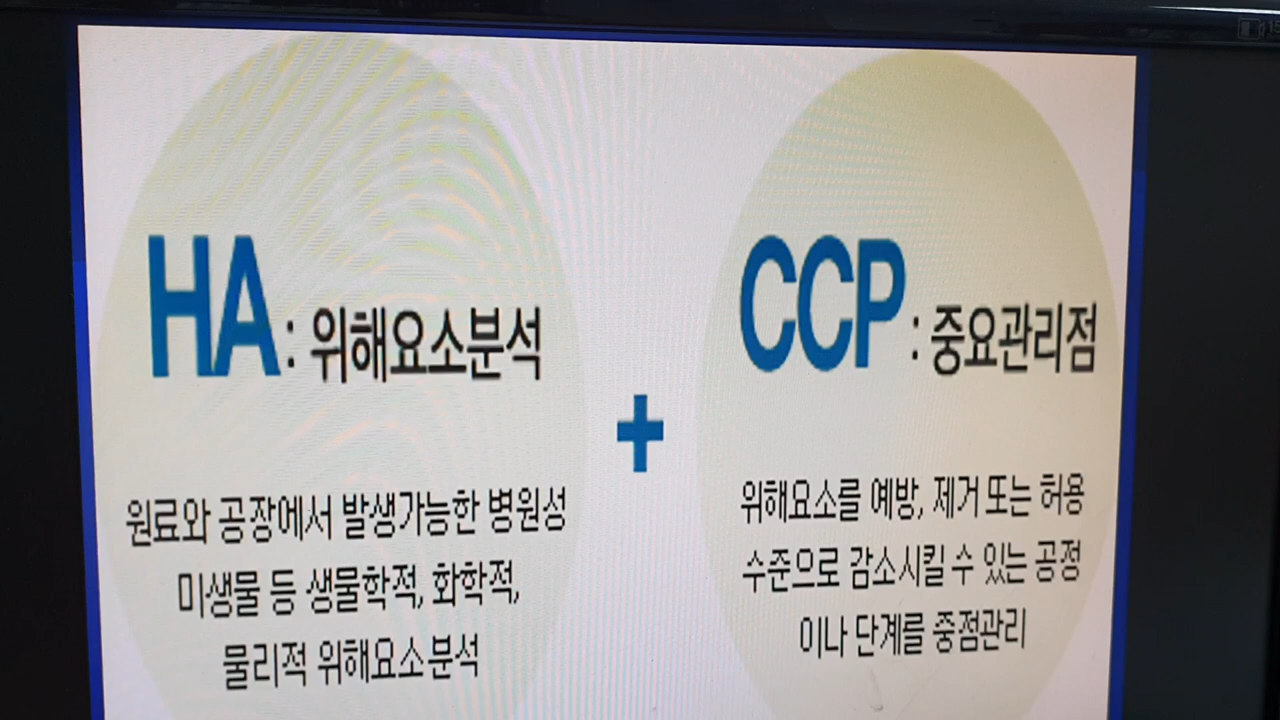 HA : 위해요소분석
원료와 공장에서 발생가능한 병원성
미생물 등 생물학적, 화학적,
물리적 위해요소분석
+
CCP : 중요관리점
위해요소를 예방, 제거 또는 허용
수준으로 감소시킬 수 있는 공정
이나 단계를 중점관리